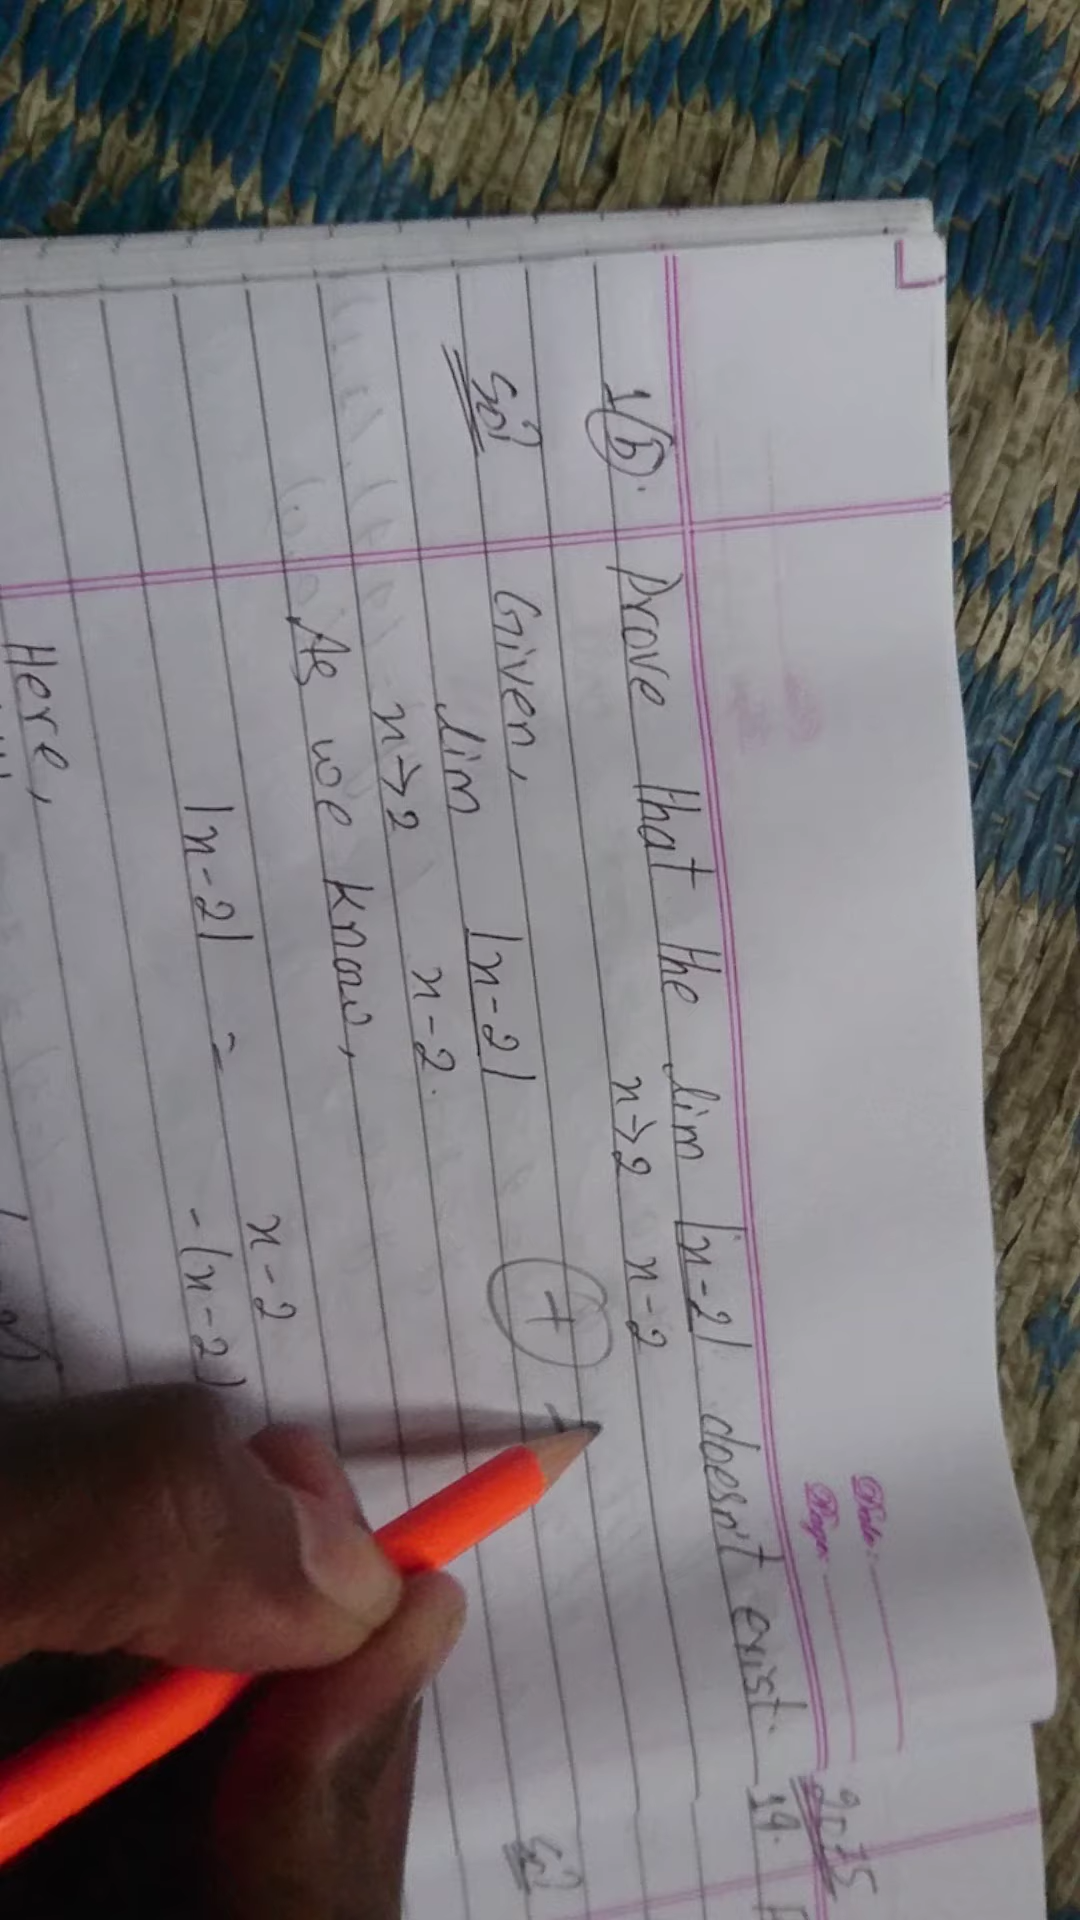 Date:
Page:
1/(b). Prove that the lim |x-2| doesn't exist.
x→2 x-2
Sol Given,
lim |x-2|
x→2 x-2.
+ -
As we know,
x-2
|x-2| =
-(x-2)
Here,
19.
Sol